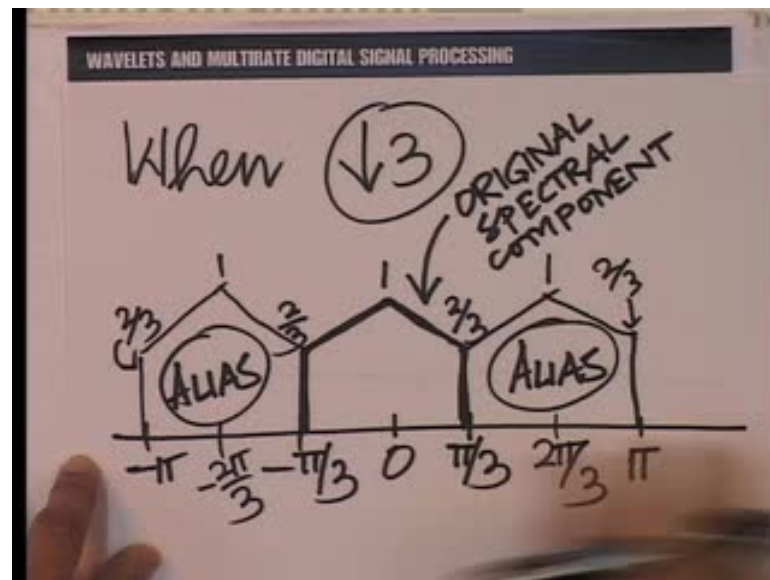 WAVELETS AND MULTIRATE DIGITAL SIGNAL PROCESSING
When ↓3
ORIGINAL
SPECTRAL
COMPONENT
1 1 1
2/3 2/3 2/3 2/3
ALIAS ALIAS
-π -2π/3 -π/3 0 π/3 2π/3 π